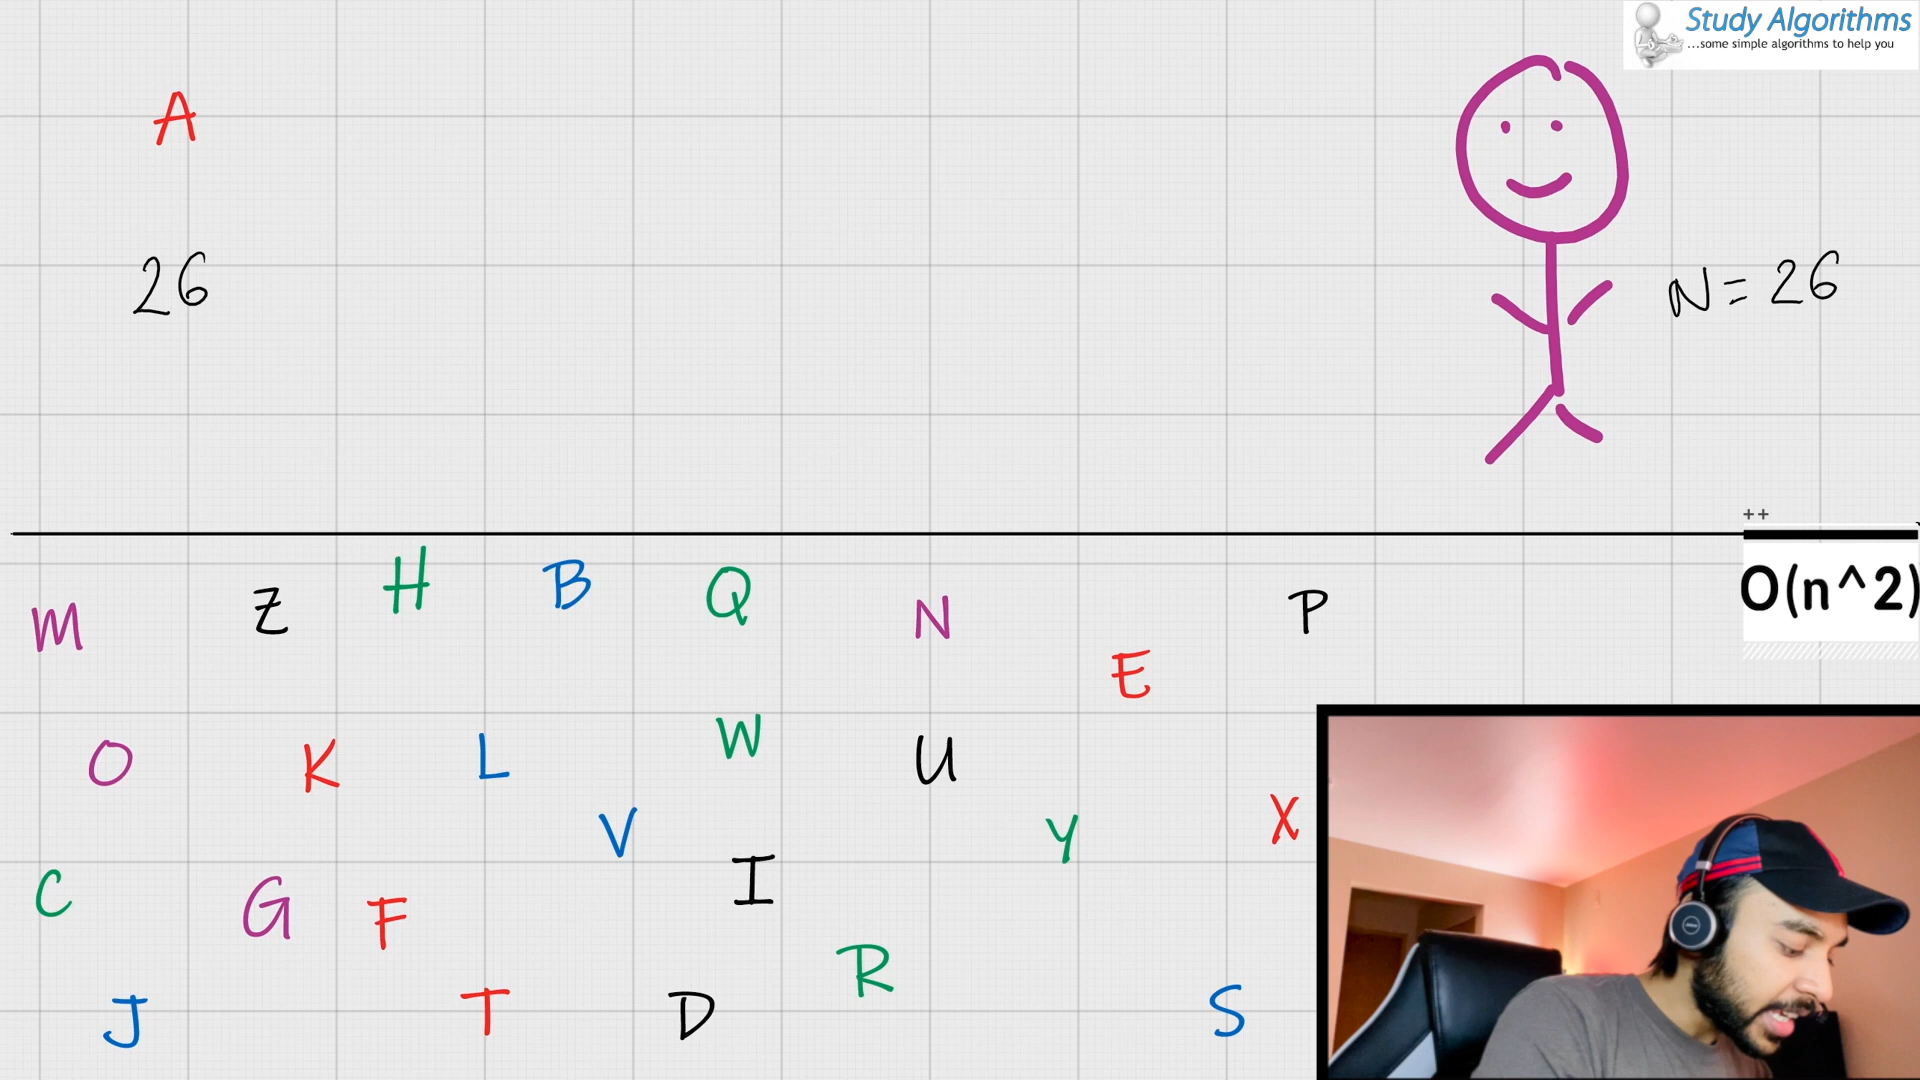 Study Algorithms
...some simple algorithms to help you
A
26
N = 26
++
O(n^2)
M Z H B Q N P
E
O K L W U
V Y X
C G F I
R
J T D S